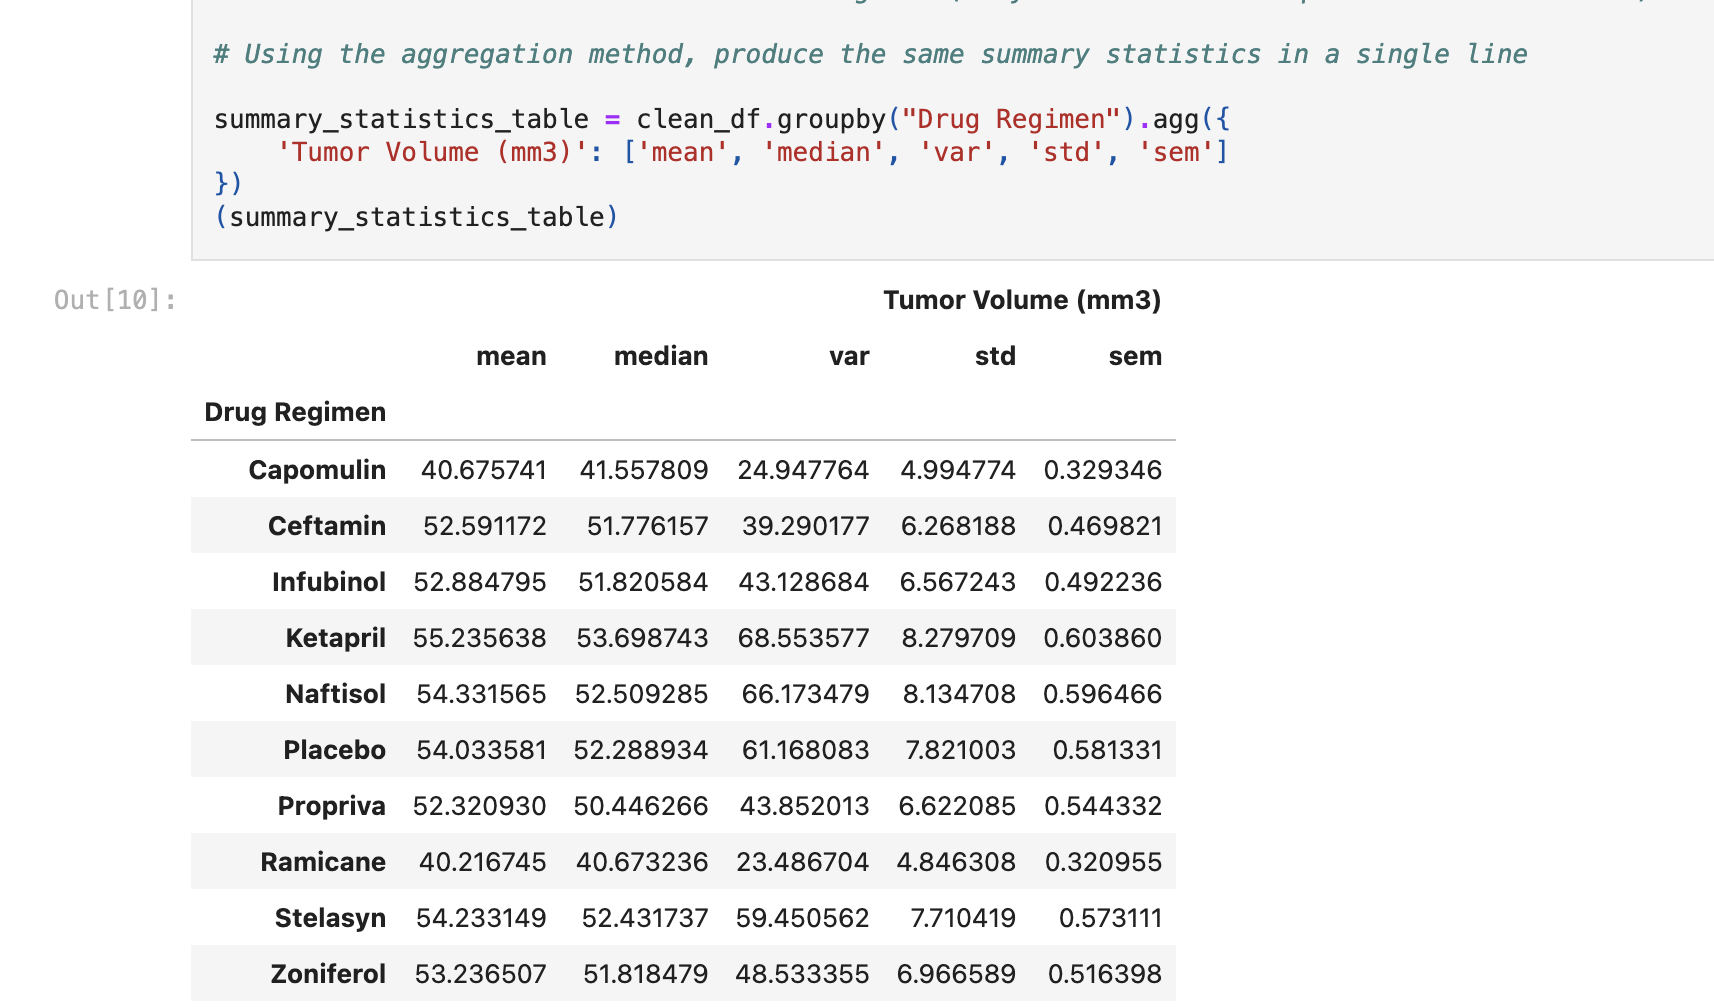 # Using the aggregation method, produce the same summary statistics in a single line
summary_statistics_table = clean_df.groupby("Drug Regimen").agg({
    'Tumor Volume (mm3)': ['mean', 'median', 'var', 'std', 'sem']
})
(summary_statistics_table)
Out[10]:
Tumor Volume (mm3)
mean median var std sem
Drug Regimen
Capomulin 40.675741 41.557809 24.947764 4.994774 0.329346
Ceftamin 52.591172 51.776157 39.290177 6.268188 0.469821
Infubinol 52.884795 51.820584 43.128684 6.567243 0.492236
Ketapril 55.235638 53.698743 68.553577 8.279709 0.603860
Naftisol 54.331565 52.509285 66.173479 8.134708 0.596466
Placebo 54.033581 52.288934 61.168083 7.821003 0.581331
Propriva 52.320930 50.446266 43.852013 6.622085 0.544332
Ramicane 40.216745 40.673236 23.486704 4.846308 0.320955
Stelasyn 54.233149 52.431737 59.450562 7.710419 0.573111
Zoniferol 53.236507 51.818479 48.533355 6.966589 0.516398